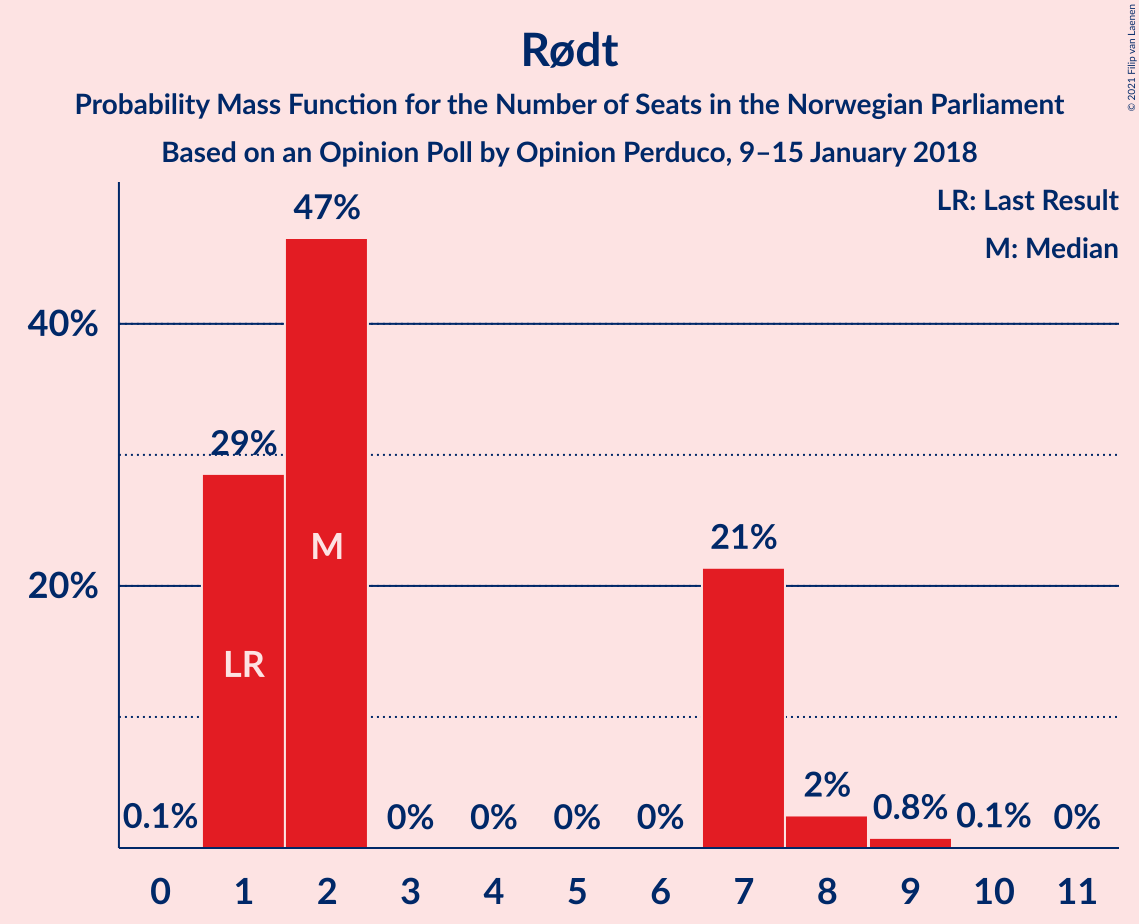 © 2021 Filip van Laenen
Rødt
Probability Mass Function for the Number of Seats in the Norwegian Parliament
Based on an Opinion Poll by Opinion Perduco, 9–15 January 2018
LR: Last Result
M: Median
40%
20%
0.1%
29%
47%
0%
0%
0%
0%
21%
2%
0.8%
0.1%
0%
LR
M
0 1 2 3 4 5 6 7 8 9 10 11